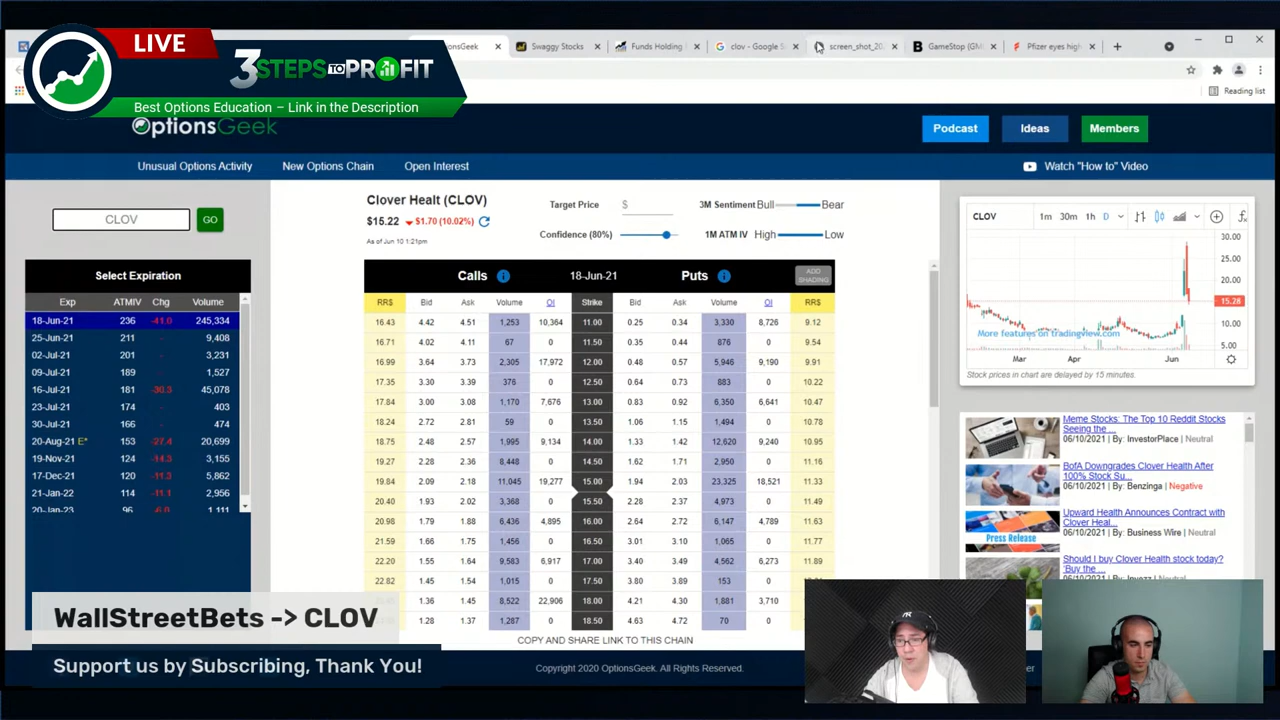 LIVE
3STEPS TO PROFIT
Best Options Education – Link in the Description
Swaggy Stocks
Funds Holding
clov - Google S
screen_shot_20
GameStop (GM
Pfizer eyes high
Reading list
OptionsGeek
Podcast
Ideas
Members
Unusual Options Activity
New Options Chain
Open Interest
Watch "How to" Video
CLOV
GO
Select Expiration
Exp ATMIV Chg Volume
18-Jun-21 236 -41.0 245,334
25-Jun-21 211 - 9,408
02-Jul-21 201 - 3,231
09-Jul-21 189 - 1,527
16-Jul-21 181 -30.3 45,078
23-Jul-21 174 - 403
30-Jul-21 166 - 474
20-Aug-21 E* 153 -27.4 20,699
19-Nov-21 124 -14.3 3,155
17-Dec-21 120 -11.3 5,862
21-Jan-22 114 -11.1 2,956
20-Jan-23 96 -6.0 1,111
Clover Healt (CLOV)
$15.22 $1.70 (10.02%)
As of Jun 10 1:21pm
Target Price $
Confidence (80%)
3M Sentiment Bull Bear
1M ATM IV High Low
Calls 18-Jun-21 Puts
ADD SHADING
RR$ Bid Ask Volume OI Strike Bid Ask Volume OI RR$
16.43 4.42 4.51 1,253 10,364 11.00 0.25 0.34 3,330 8,726 9.12
16.71 4.02 4.11 67 0 11.50 0.35 0.44 876 0 9.54
16.99 3.64 3.73 2,305 17,972 12.00 0.48 0.57 5,946 9,190 9.91
17.35 3.30 3.39 376 0 12.50 0.64 0.73 883 0 10.22
17.84 3.00 3.08 1,170 7,676 13.00 0.83 0.92 6,350 6,641 10.47
18.24 2.72 2.81 59 0 13.50 1.06 1.15 1,494 0 10.78
18.75 2.48 2.57 1,995 9,134 14.00 1.33 1.42 12,620 9,240 10.95
19.27 2.28 2.36 8,448 0 14.50 1.62 1.71 2,950 0 11.16
19.84 2.09 2.18 11,045 19,277 15.00 1.94 2.03 23,325 18,521 11.33
20.40 1.93 2.02 3,368 0 15.50 2.28 2.37 4,973 0 11.49
20.98 1.79 1.88 6,436 4,895 16.00 2.64 2.72 6,147 4,789 11.63
21.59 1.66 1.75 1,456 0 16.50 3.01 3.10 1,065 0 11.77
22.20 1.55 1.64 9,583 6,917 17.00 3.40 3.49 4,562 6,273 11.89
22.82 1.45 1.54 1,015 0 17.50 3.80 3.89 153 0
1.36 1.45 8,522 22,906 18.00 4.21 4.30 1,881 3,710
1.28 1.37 1,287 0 18.50 4.63 4.72 70 0
COPY AND SHARE LINK TO THIS CHAIN
Copyright 2020 OptionsGeek. All Rights Reserved.
CLOV 1m 30m 1h D
30.00
25.00
20.00
15.28
10.00
5.00
More features on tradingview.com
Mar Apr Jun
Stock prices in chart are delayed by 15 minutes.
Meme Stocks: The Top 10 Reddit Stocks
Seeing the ...
06/10/2021 | By: InvestorPlace | Neutral
BofA Downgrades Clover Health After
100% Stock Su...
06/10/2021 | By: Benzinga | Negative
Upward Health Announces Contract with
Clover Heal...
06/10/2021 | By: Business Wire | Neutral
Press Release
Should I buy Clover Health stock today?
'Buy the ...
WallStreetBets -> CLOV
Support us by Subscribing, Thank You!